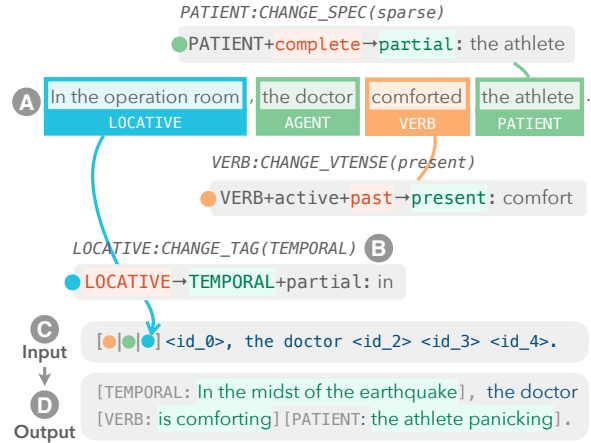 PATIENT:CHANGE_SPEC(sparse)
PATIENT+complete→partial: the athlete
A In the operation room , the doctor comforted the athlete .
LOCATIVE AGENT VERB PATIENT
VERB:CHANGE_VTENSE(present)
VERB+active+past→present: comfort
LOCATIVE:CHANGE_TAG(TEMPORAL) B
LOCATIVE→TEMPORAL+partial: in
C
Input
[ | | ] <id_0>, the doctor <id_2> <id_3> <id_4>.
D
Output
[TEMPORAL: In the midst of the earthquake], the doctor
[VERB: is comforting][PATIENT: the athlete panicking].